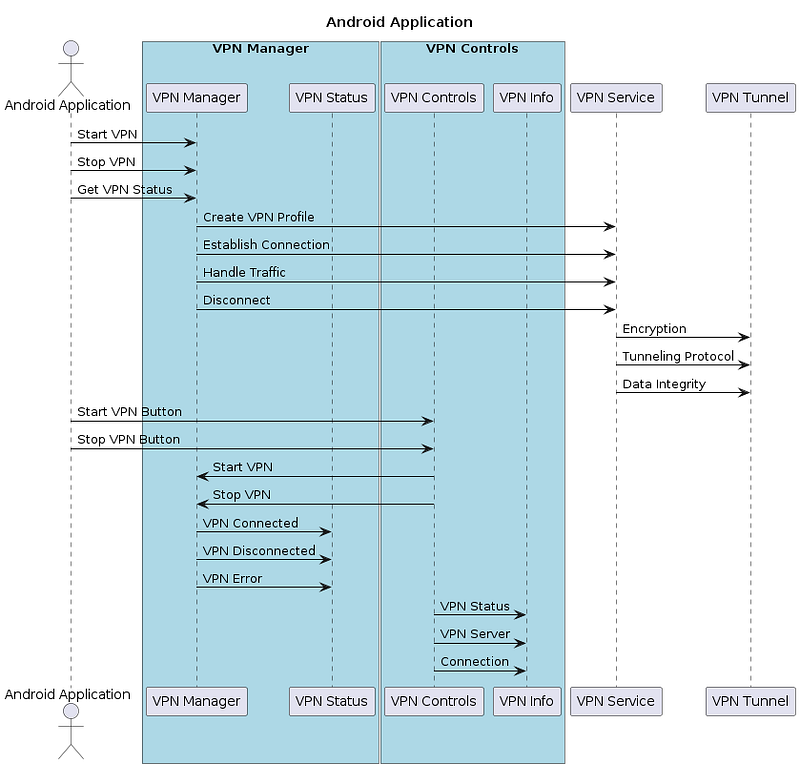 Android Application
VPN Manager
VPN Controls
Android Application
VPN Manager
VPN Status
VPN Controls
VPN Info
VPN Service
VPN Tunnel
Start VPN
Stop VPN
Get VPN Status
Create VPN Profile
Establish Connection
Handle Traffic
Disconnect
Encryption
Tunneling Protocol
Data Integrity
Start VPN Button
Stop VPN Button
Start VPN
Stop VPN
VPN Connected
VPN Disconnected
VPN Error
VPN Status
VPN Server
Connection
Android Application
VPN Manager
VPN Status
VPN Controls
VPN Info
VPN Service
VPN Tunnel